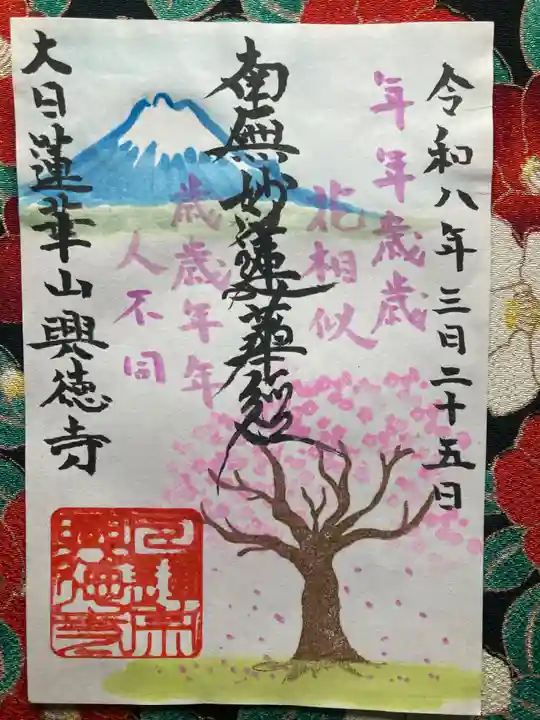 令和八年三日二十五日
年年歳歳
花相似
南無妙法蓮華経
歳歳年年
人不同
大日蓮華山興徳寺